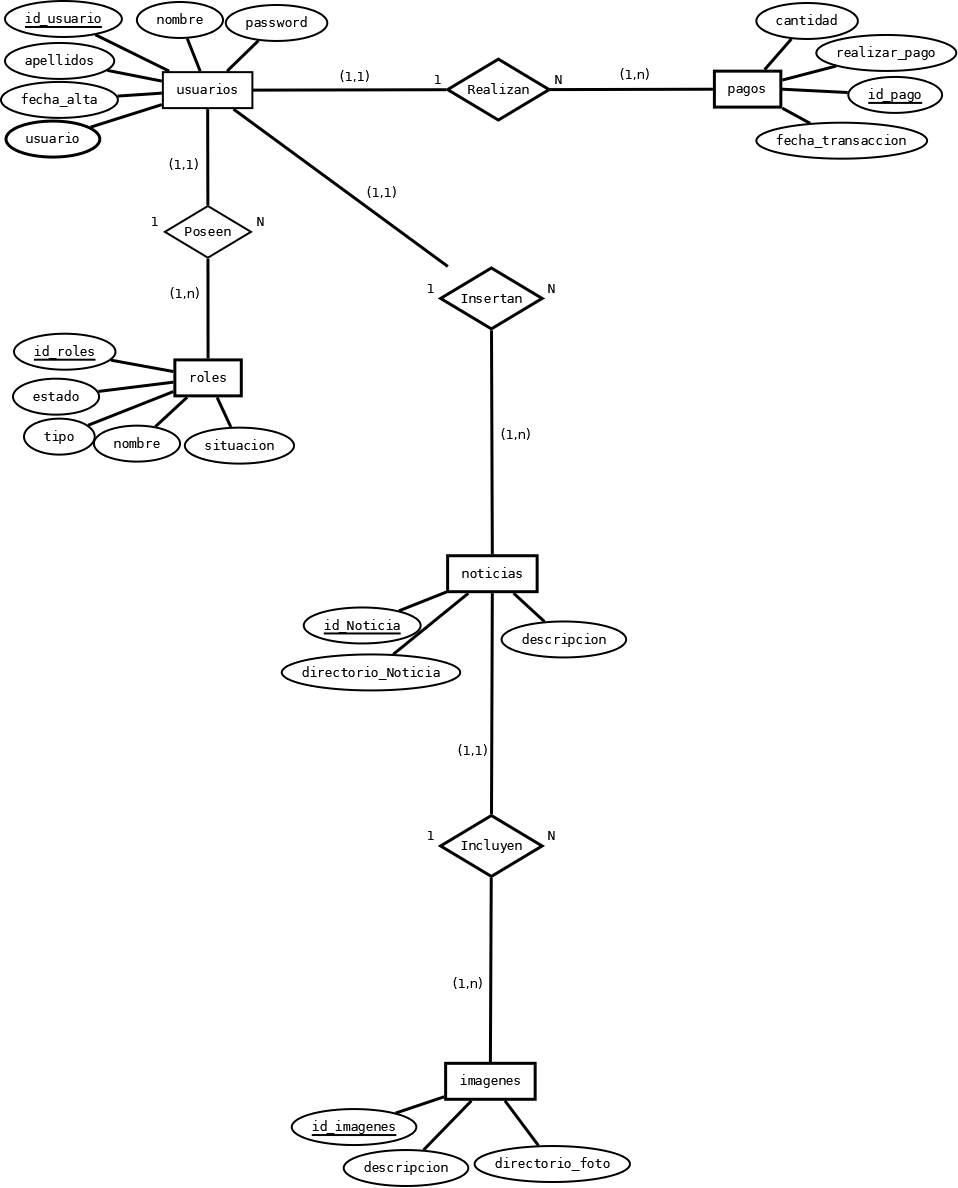 id_usuario
nombre
password
cantidad
apellidos
realizar_pago
usuarios
(1,1)
1
Realizan
N
(1,n)
pagos
fecha_alta
id_pago
usuario
fecha_transaccion
(1,1)
(1,1)
1
Poseen
N
(1,n)
1
Insertan
N
id_roles
roles
estado
tipo
nombre
situacion
(1,n)
noticias
id_Noticia
descripcion
directorio_Noticia
(1,1)
1
Incluyen
N
(1,n)
imagenes
id_imagenes
descripcion
directorio_foto